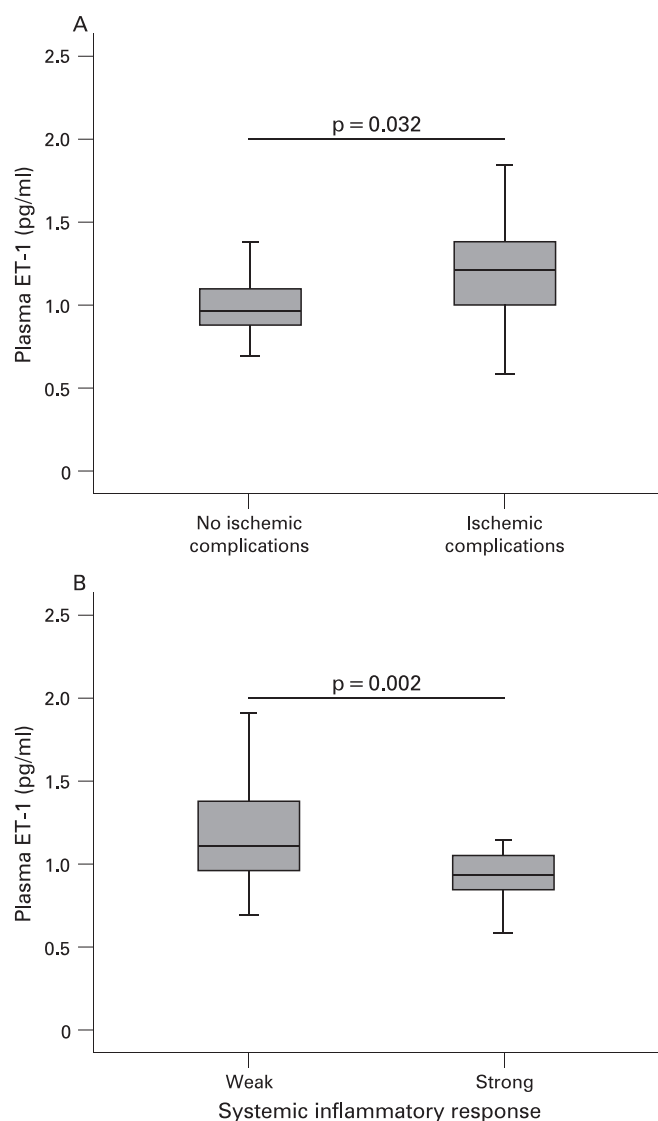 A
2.5
2.0
1.5
1.0
0.5
0
Plasma ET-1 (pg/ml)
p = 0.032
No ischemic
complications
Ischemic
complications
B
2.5
2.0
1.5
1.0
0.5
0
Plasma ET-1 (pg/ml)
p = 0.002
Weak
Strong
Systemic inflammatory response